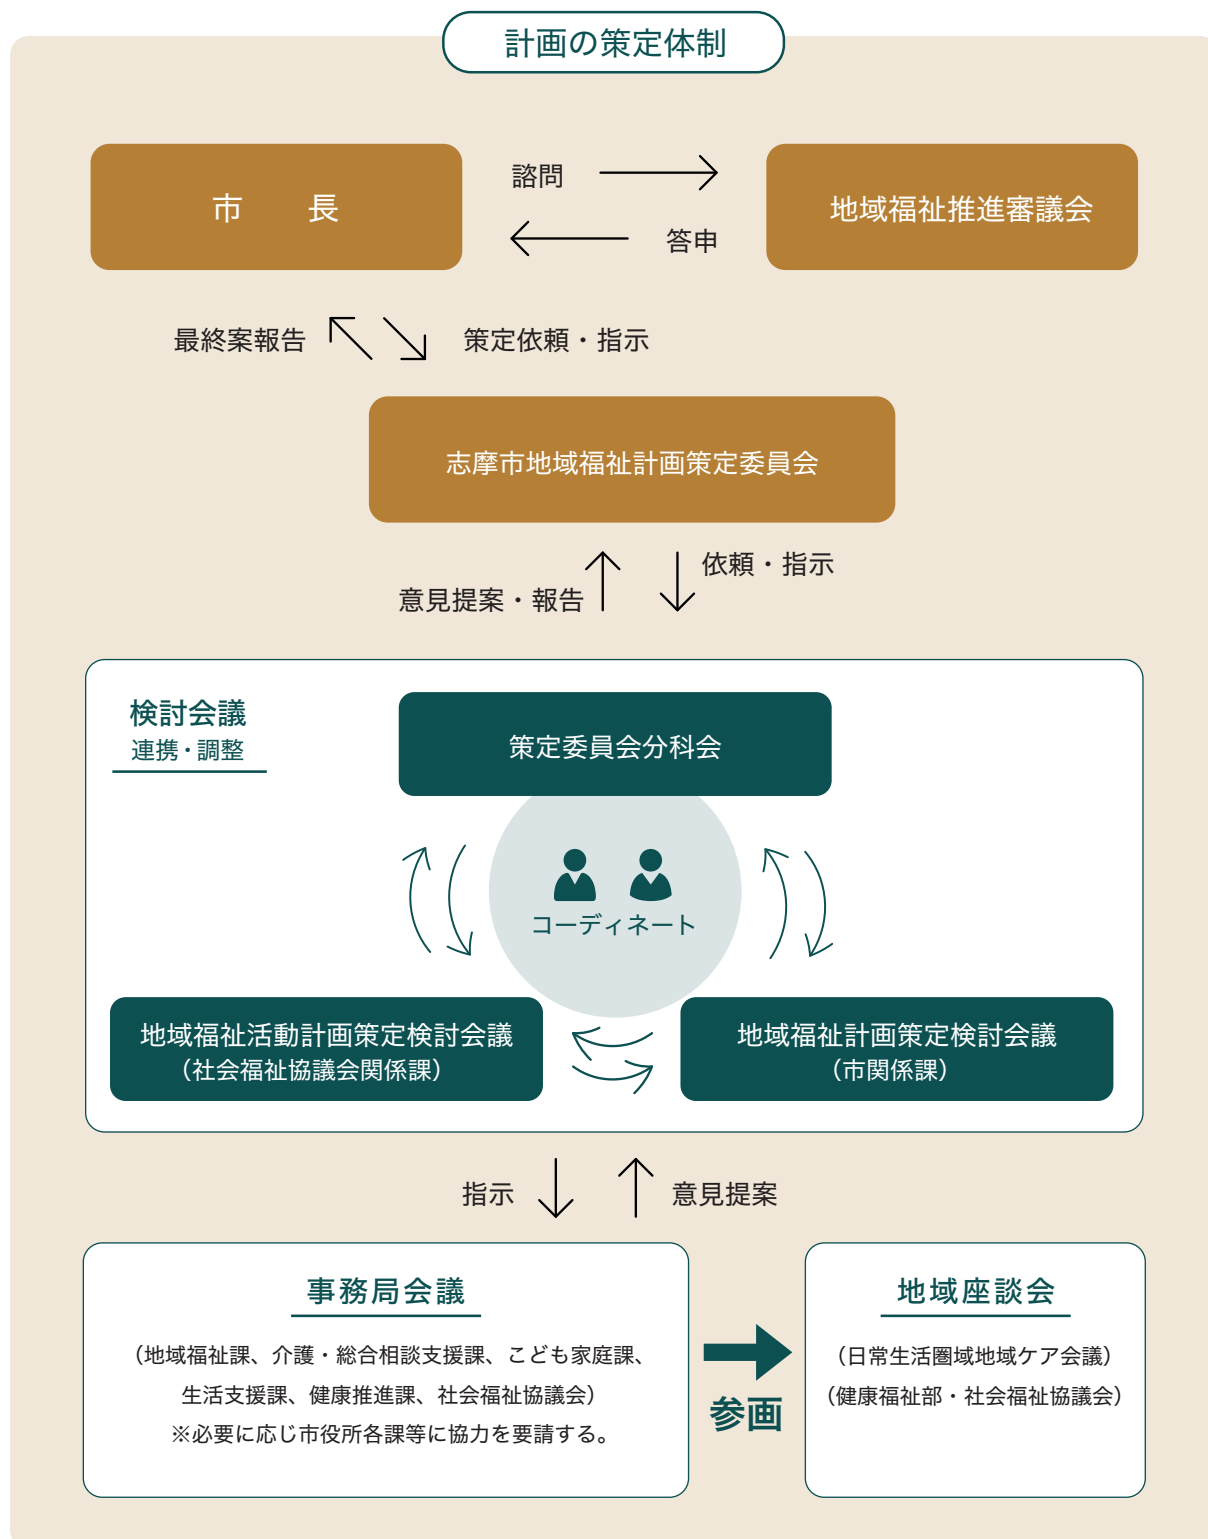 計画の策定体制
市　　長
諮問
答申
地域福祉推進審議会
最終案報告
策定依頼・指示
志摩市地域福祉計画策定委員会
意見提案・報告
依頼・指示
検討会議
連携・調整
策定委員会分科会
コーディネート
地域福祉活動計画策定検討会議
（社会福祉協議会関係課）
地域福祉計画策定検討会議
（市関係課）
指示
意見提案
事務局会議
（地域福祉課、介護・総合相談支援課、こども家庭課、
生活支援課、健康推進課、社会福祉協議会）
※必要に応じ市役所各課等に協力を要請する。
参画
地域座談会
（日常生活圏域地域ケア会議）
（健康福祉部・社会福祉協議会）